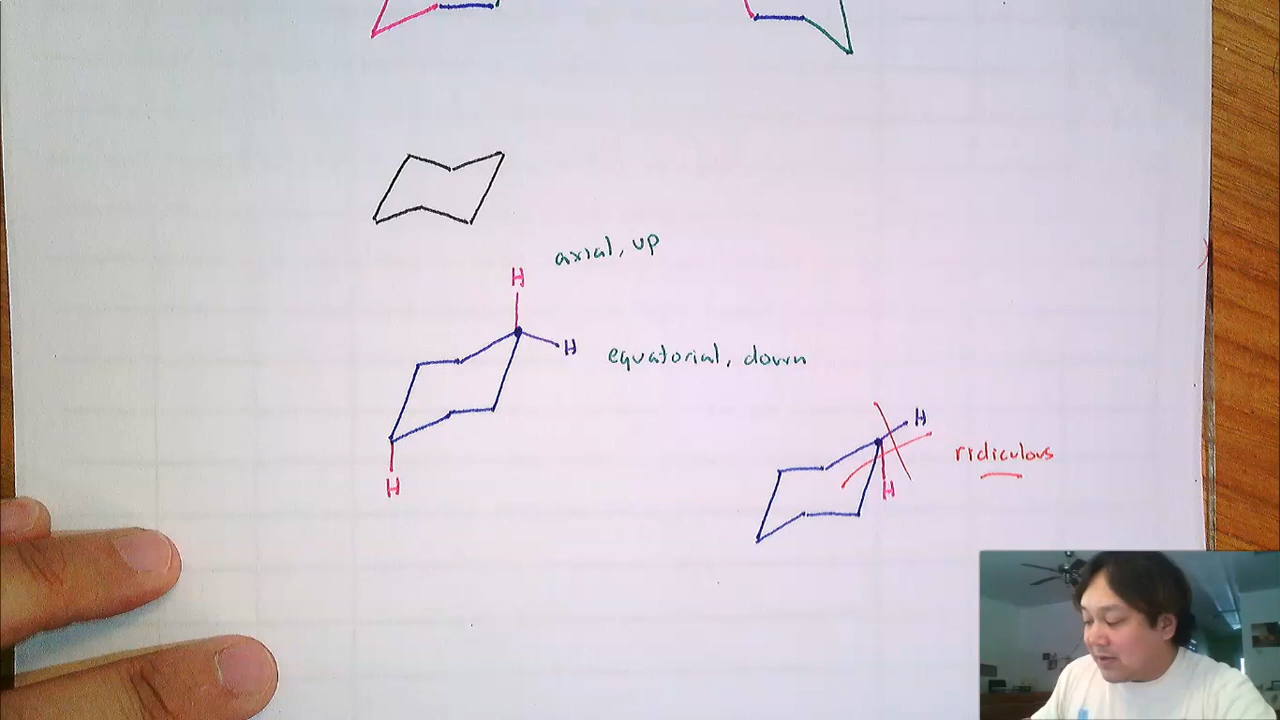 axial, up
H
H
equatorial, down
H
H
ridiculous
H